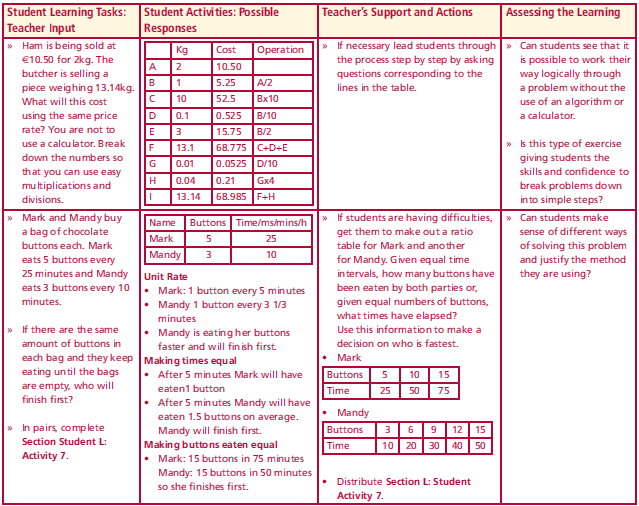 Student Learning Tasks:
Teacher Input
Student Activities: Possible
Responses
Teacher's Support and Actions
Assessing the Learning
» Ham is being sold at
€10.50 for 2kg. The
butcher is selling a
piece weighing 13.14kg.
What will this cost
using the same price
rate? You are not to
use a calculator. Break
down the numbers so
that you can use easy
multiplications and
divisions.
Kg Cost Operation
A 2 10.50
B 1 5.25 A/2
C 10 52.5 Bx10
D 0.1 0.525 B/10
E 3 15.75 B/2
F 13.1 68.775 C+D+E
G 0.01 0.0525 D/10
H 0.04 0.21 Gx4
I 13.14 68.985 F+H
» If necessary lead students through
the process step by step by asking
questions corresponding to the
lines in the table.
» Can students see that it
is possible to work their
way logically through
a problem without the
use of an algorithm or
a calculator.
» Is this type of exercise
giving students the
skills and confidence to
break problems down
into simple steps?
» Mark and Mandy buy
a bag of chocolate
buttons each. Mark
eats 5 buttons every
25 minutes and Mandy
eats 3 buttons every 10
minutes.
» If there are the same
amount of buttons in
each bag and they keep
eating until the bags
are empty, who will
finish first?
» In pairs, complete
Section Student L:
Activity 7.
Name Buttons Time/ms/mins/h
Mark 5 25
Mandy 3 10
Unit Rate
• Mark: 1 button every 5 minutes
• Mandy 1 button every 3 1/3
minutes
• Mandy is eating her buttons
faster and will finish first.
Making times equal
• After 5 minutes Mark will have
eaten1 button
• After 5 minutes Mandy will have
eaten 1.5 buttons on average.
Mandy will finish first.
Making buttons eaten equal
• Mark: 15 buttons in 75 minutes
Mandy: 15 buttons in 50 minutes
so she finishes first.
» If students are having difficulties,
get them to make out a ratio
table for Mark and another
for Mandy. Given equal time
intervals, how many buttons have
been eaten by both parties or,
given equal numbers of buttons,
what times have elapsed?
Use this information to make a
decision on who is fastest.
• Mark
Buttons 5 10 15
Time 25 50 75
• Mandy
Buttons 3 6 9 12 15
Time 10 20 30 40 50
» Distribute Section L: Student
Activity 7.
» Can students make
sense of different ways
of solving this problem
and justify the method
they are using?